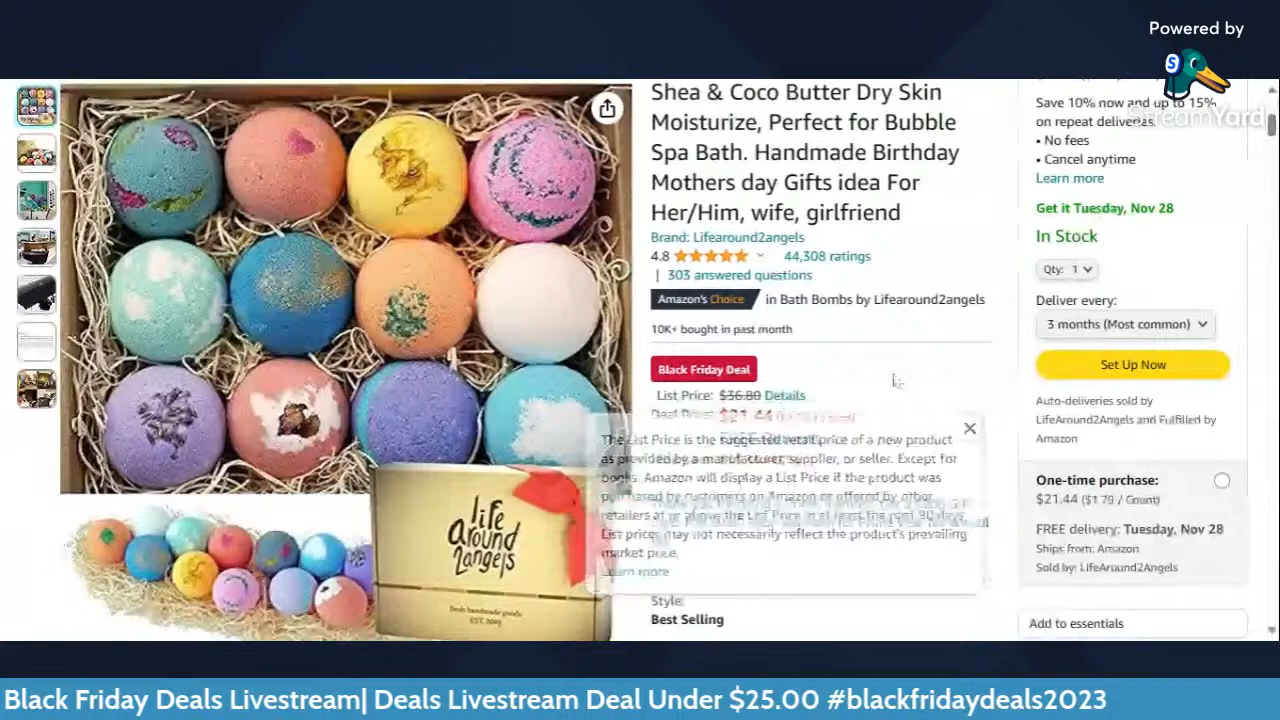 Powered by
StreamYard
Shea & Coco Butter Dry Skin
Moisturize, Perfect for Bubble
Spa Bath. Handmade Birthday
Mothers day Gifts idea For
Her/Him, wife, girlfriend
Brand: Lifearound2angels
4.8
44,308 ratings
| 303 answered questions
Amazon's Choice in Bath Bombs by Lifearound2angels
10K+ bought in past month
Black Friday Deal
List Price: $36.80 Details
Deal Price: $21.44
The List Price is the suggested retail price of a new product
as provided by a manufacturer, supplier, or seller. Except for
books, Amazon will display a List Price if the product was
purchased by customers on Amazon or offered by other
retailers at or above the List Price in at least the past 90 days.
List prices may not necessarily reflect the product's prevailing
market price.
Learn more
Style:
Best Selling
life
around
2angels
fresh handmade goods
EST. 2015
Save 10% now and up to 15%
on repeat deliveries.
• No fees
• Cancel anytime
Learn more
Get it Tuesday, Nov 28
In Stock
Qty: 1
Deliver every:
3 months (Most common)
Set Up Now
Auto-deliveries sold by
LifeAround2Angels and Fulfilled by
Amazon
One-time purchase:
$21.44 ($1.79 / Count)
FREE delivery: Tuesday, Nov 28
Ships from: Amazon
Sold by: LifeAround2Angels
Add to essentials
Black Friday Deals Livestream| Deals Livestream Deal Under $25.00 #blackfridaydeals2023